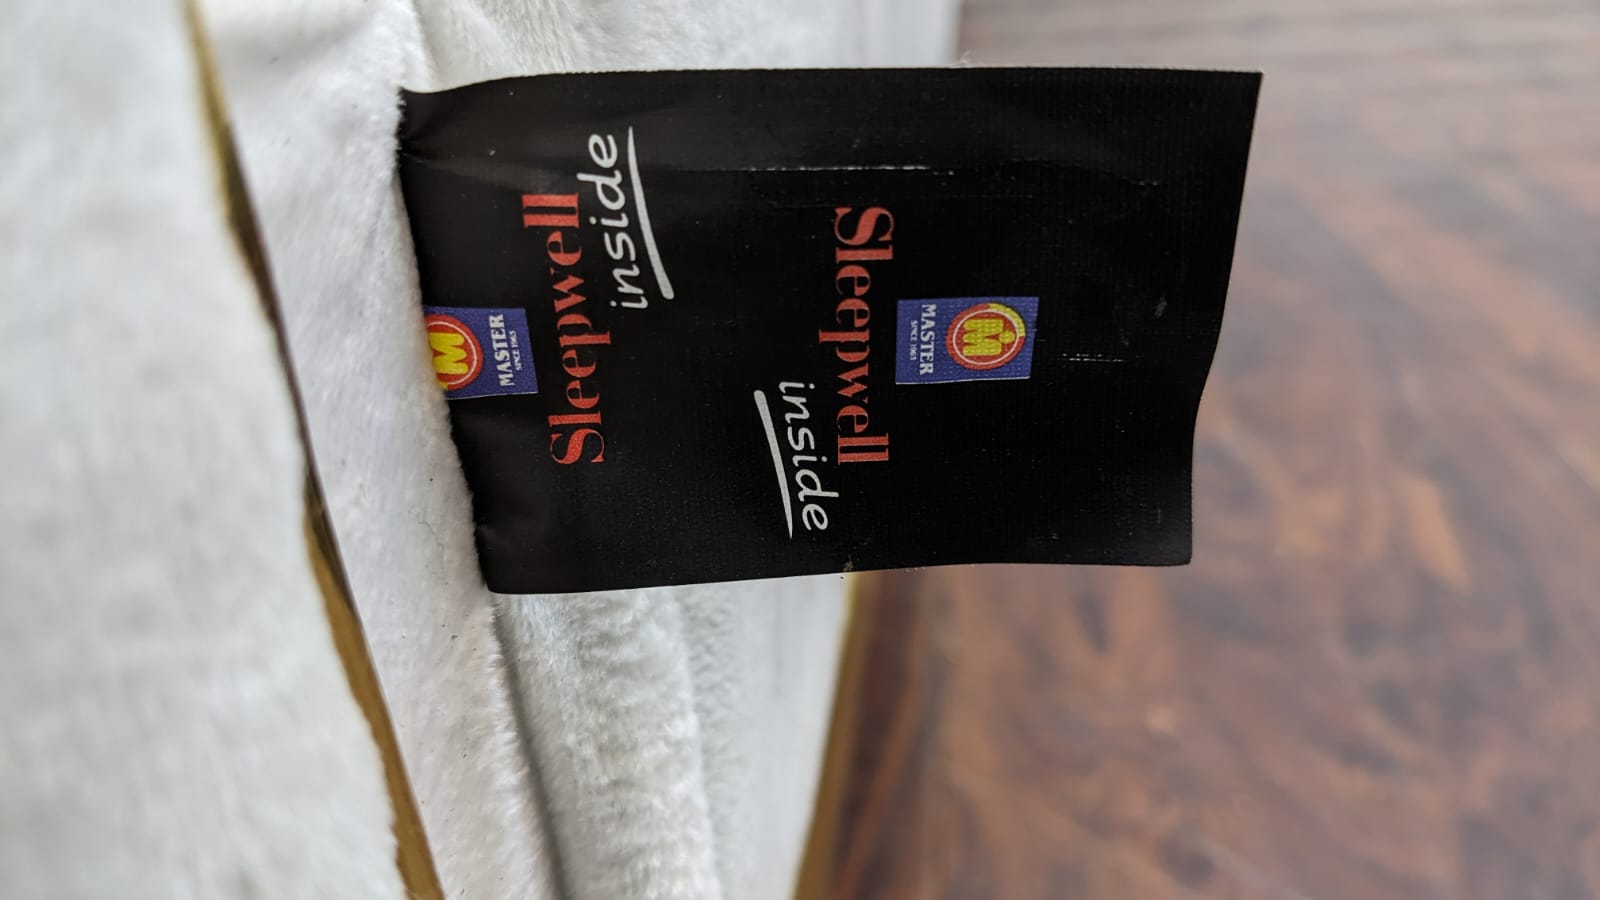 Sleepwell
inside
MASTER
SINCE 1963
Sleepwell
inside
MASTER
SINCE 1963